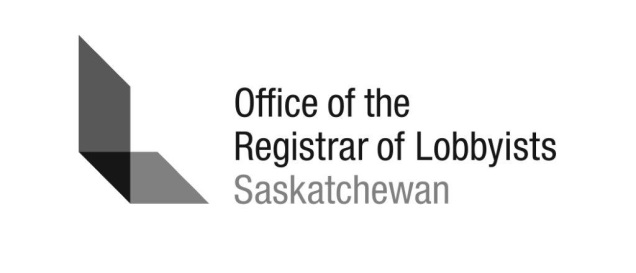 Office of the
Registrar of Lobbyists
Saskatchewan